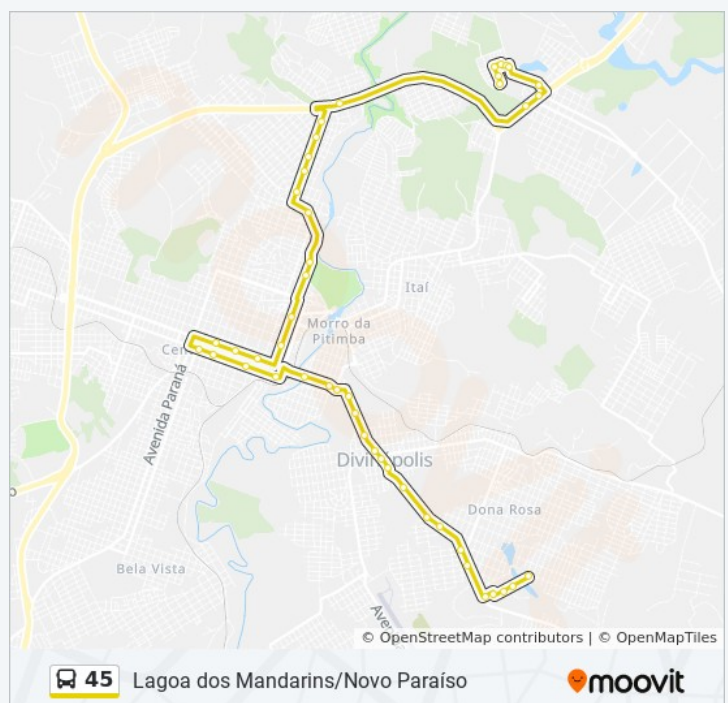 Itaí
Morro da
Pitimba
Cen
Avenida Paraná
Divinópolis
Dona Rosa
Bela Vista
Ave
© OpenStreetMap contributors | © OpenMapTiles
45 Lagoa dos Mandarins/Novo Paraíso
moovit